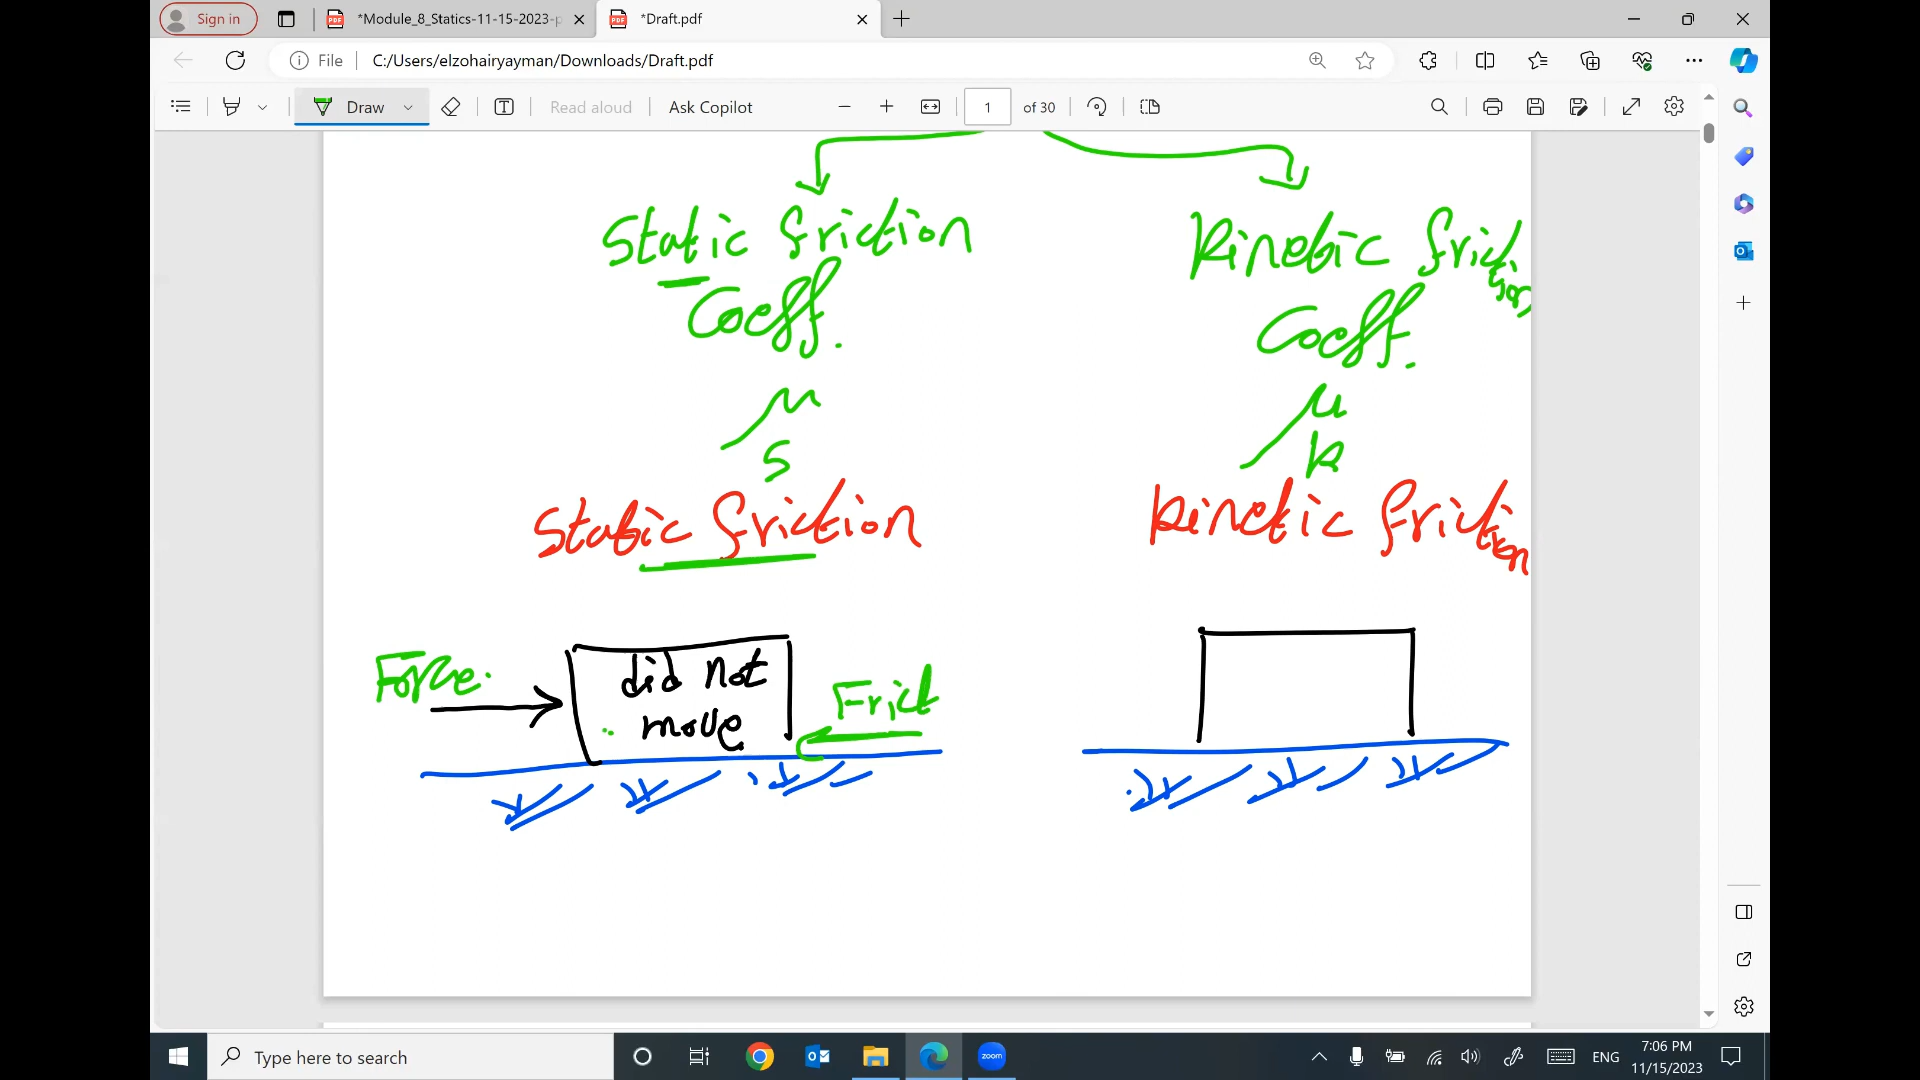 Sign in
*Module_8_Statics-11-15-2023-p
*Draft.pdf
File
C:/Users/elzohairyayman/Downloads/Draft.pdf
Draw
Read aloud
Ask Copilot
1
of 30
Static friction
Coeff.
μ
s
kinetic friction
Coeff.
μ
k
Static friction
kinetic friction
Force
did not
move
Frict
Type here to search
zoom
ENG
7:06 PM
11/15/2023